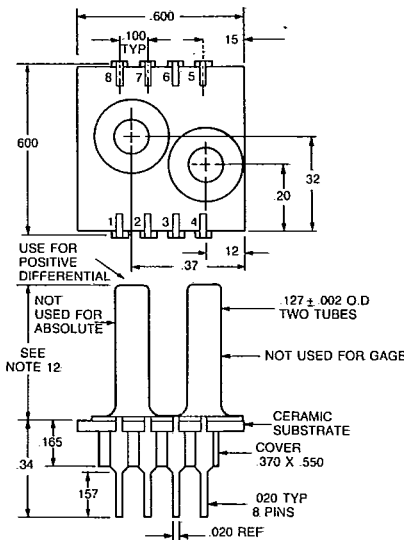 .600
.100
TYP
15
8 7 6 5
600
.32
.20
1 2 3 4
12
.37
USE FOR
POSITIVE
DIFFERENTIAL
NOT
USED FOR
ABSOLUTE
.127 ± .002 O.D
TWO TUBES
SEE
NOTE 12
NOT USED FOR GAGE
CERAMIC
SUBSTRATE
.165
COVER
.370 X .550
.34
157
.020 TYP
8 PINS
.020 REF